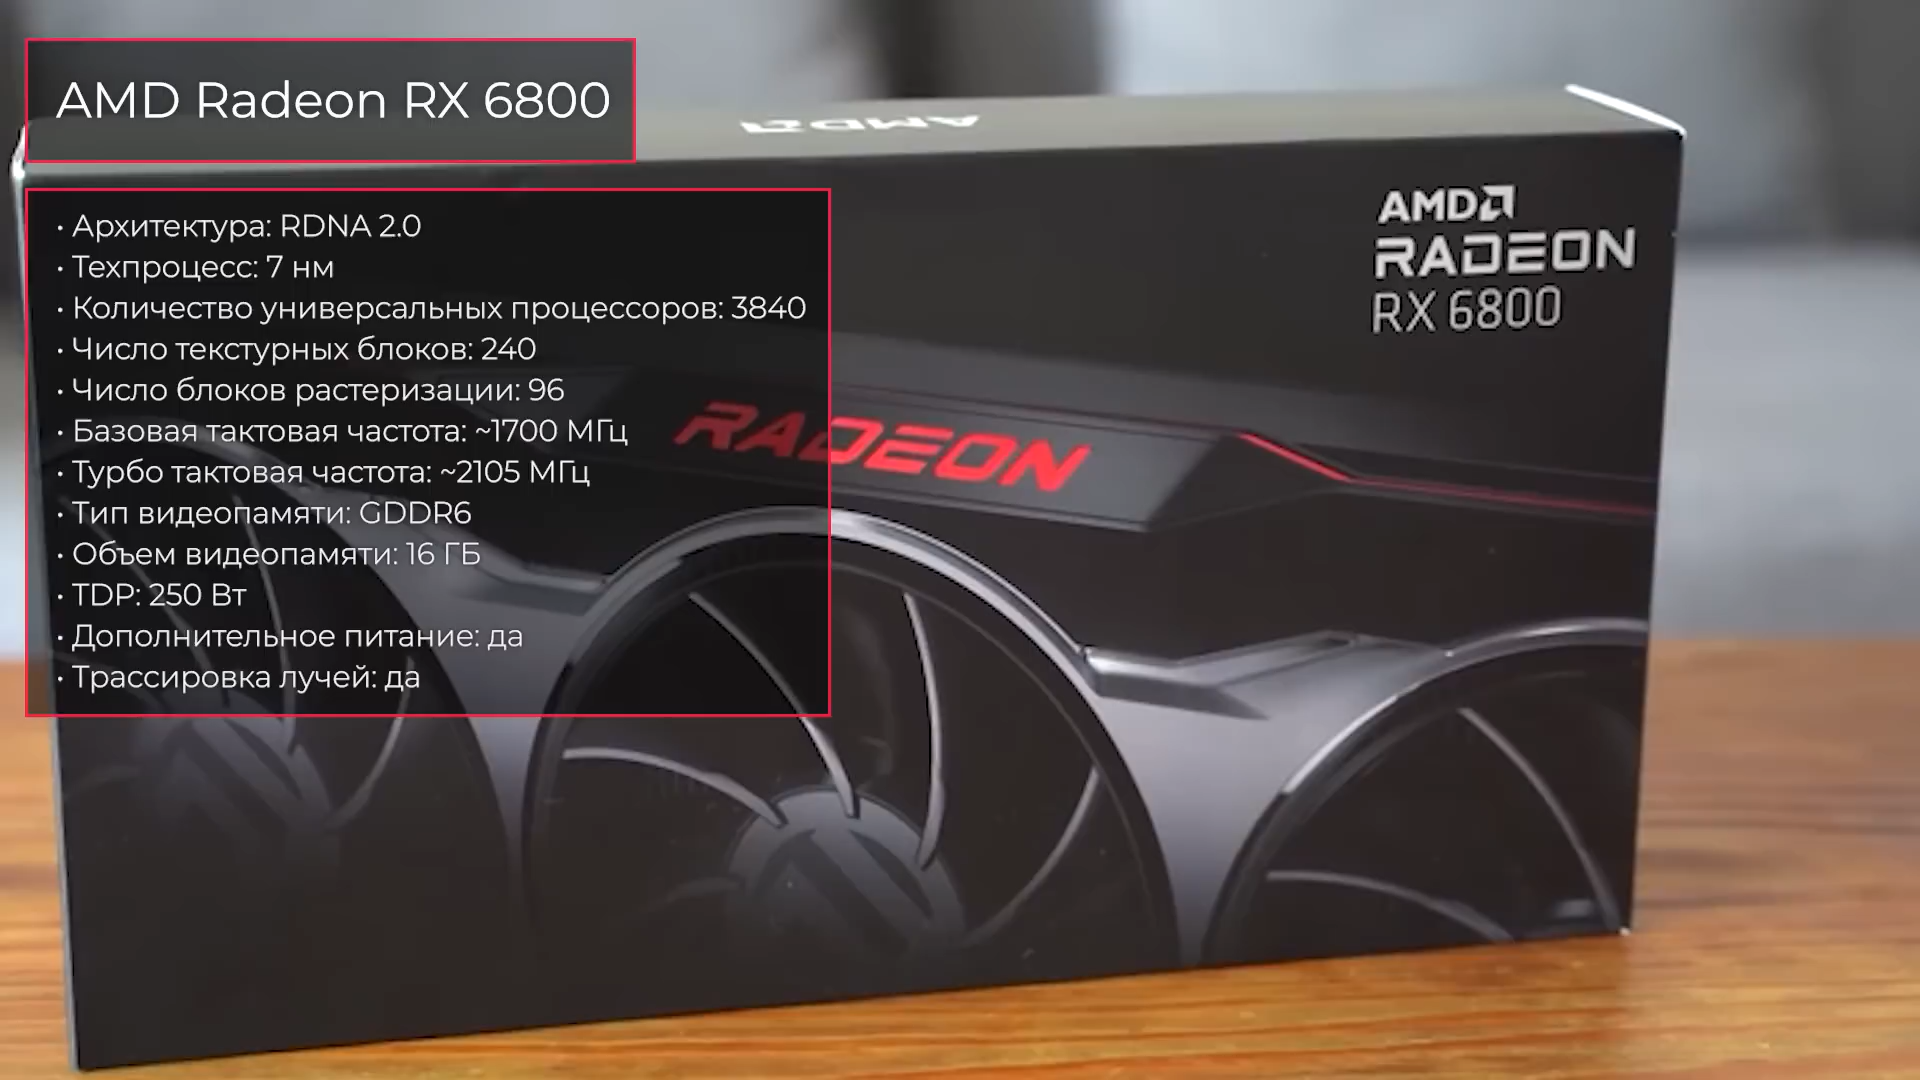 AMD Radeon RX 6800
• Архитектура: RDNA 2.0
• Техпроцесс: 7 нм
• Количество универсальных процессоров: 3840
• Число текстурных блоков: 240
• Число блоков растеризации: 96
• Базовая тактовая частота: ~1700 МГц
• Турбо тактовая частота: ~2105 МГц
• Тип видеопамяти: GDDR6
• Объем видеопамяти: 16 ГБ
• TDP: 250 Вт
• Дополнительное питание: да
• Трассировка лучей: да
AMD
AMD
RADEON
RX 6800
RADEON